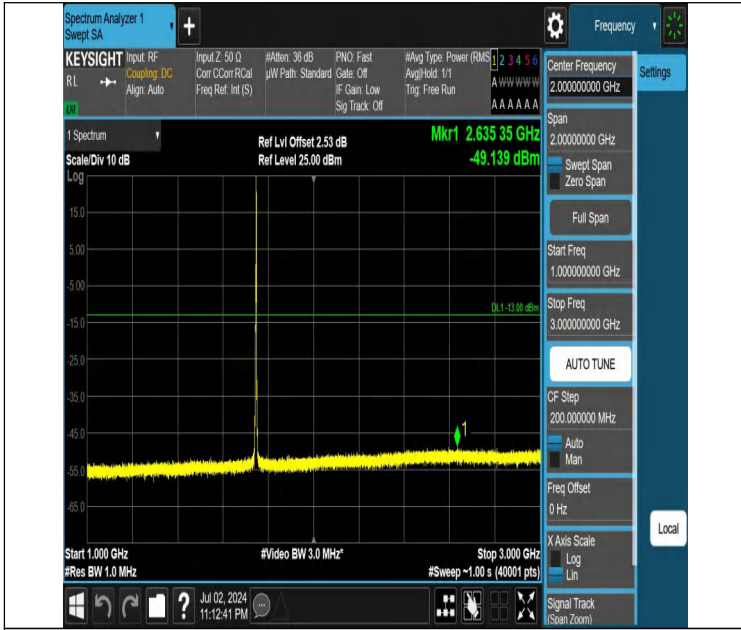 Spectrum Analyzer 1
Swept SA
+
Frequency
KEYSIGHT
RL
Input: RF
Coupling: DC
Align: Auto
Input Z: 50 Ω
Corr CCorr RCal
Freq Ref: Int (S)
#Atten: 36 dB
µW Path: Standard
PNO: Fast
Gate: Off
IF Gain: Low
Sig Track: Off
#Avg Type: Power (RMS
Avg|Hold: 1/1
Trig: Free Run
1 2 3 4 5 6
A W W W W W
A A A A A A
1 Spectrum
Scale/Div 10 dB
Ref Lvl Offset 2.53 dB
Ref Level 25.00 dBm
Mkr1 2.635 35 GHz
-49.139 dBm
Log
15.0
5.00
-5.00
-15.0
-25.0
-35.0
-45.0
-55.0
-65.0
DL1 -13.00 dBm
1
Start 1.000 GHz
#Res BW 1.0 MHz
#Video BW 3.0 MHz*
Stop 3.000 GHz
#Sweep ~1.00 s (40001 pts)
Center Frequency
2.000000000 GHz
Span
2.00000000 GHz
Swept Span
Zero Span
Full Span
Start Freq
1.000000000 GHz
Stop Freq
3.000000000 GHz
AUTO TUNE
CF Step
200.000000 MHz
Auto
Man
Freq Offset
0 Hz
X Axis Scale
Log
Lin
Signal Track
(Span Zoom)
Settings
Local
?
Jul 02, 2024
11:12:41 PM